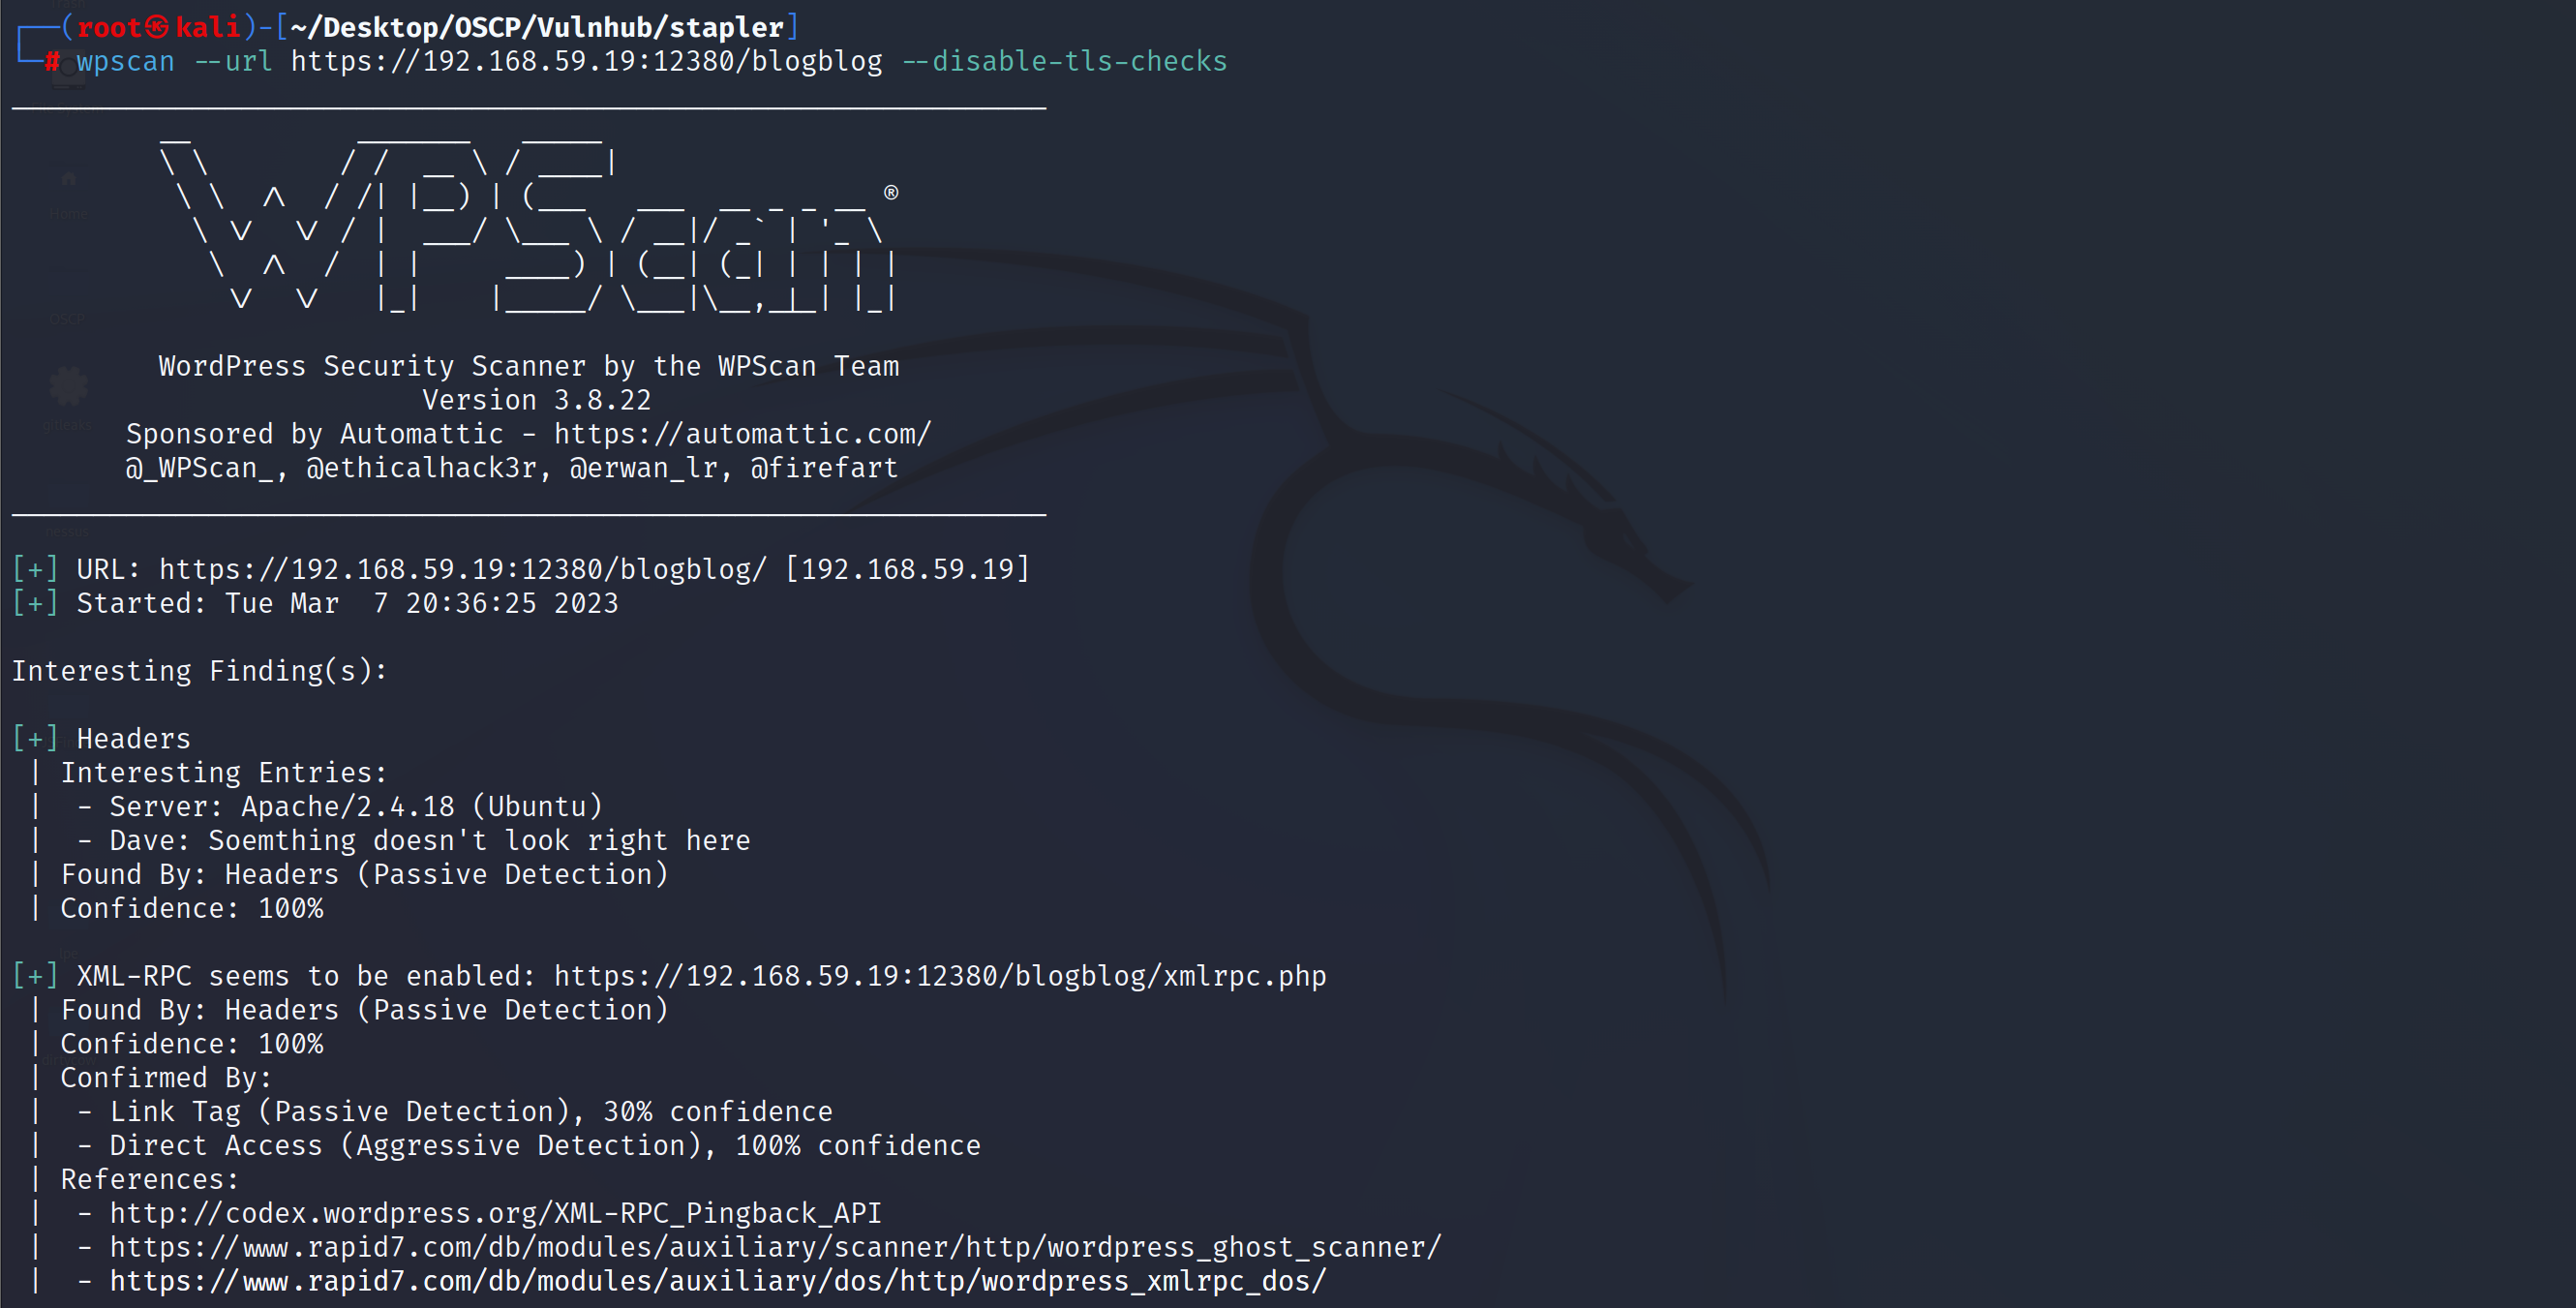 (root㉿kali)-[~/Desktop/OSCP/Vulnhub/stapler]
# wpscan --url https://192.168.59.19:12380/blogblog --disable-tls-checks
WPScan ®
WordPress Security Scanner by the WPScan Team
Version 3.8.22
Sponsored by Automattic - https://automattic.com/
@_WPScan_, @ethicalhack3r, @erwan_lr, @firefart
[+] URL: https://192.168.59.19:12380/blogblog/ [192.168.59.19]
[+] Started: Tue Mar  7 20:36:25 2023
Interesting Finding(s):
[+] Headers
| Interesting Entries:
|  - Server: Apache/2.4.18 (Ubuntu)
|  - Dave: Soemthing doesn't look right here
| Found By: Headers (Passive Detection)
| Confidence: 100%
[+] XML-RPC seems to be enabled: https://192.168.59.19:12380/blogblog/xmlrpc.php
| Found By: Headers (Passive Detection)
| Confidence: 100%
| Confirmed By:
|  - Link Tag (Passive Detection), 30% confidence
|  - Direct Access (Aggressive Detection), 100% confidence
| References:
|  - http://codex.wordpress.org/XML-RPC_Pingback_API
|  - https://www.rapid7.com/db/modules/auxiliary/scanner/http/wordpress_ghost_scanner/
|  - https://www.rapid7.com/db/modules/auxiliary/dos/http/wordpress_xmlrpc_dos/
Home
OSCP
gitleaks
nessus